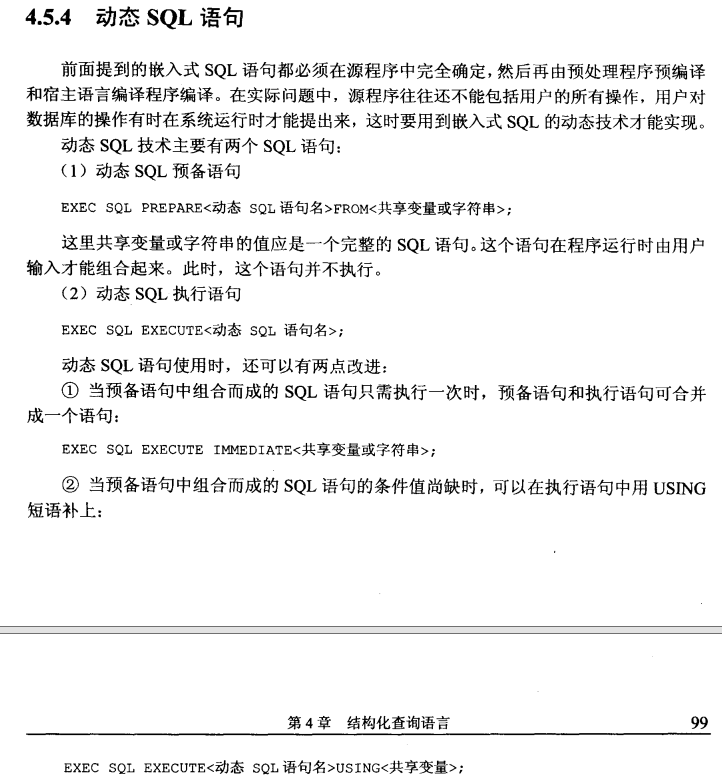 4.5.4 动态 SQL 语句
前面提到的嵌入式 SQL 语句都必须在源程序中完全确定,然后再由预处理程序预编译
和宿主语言编译程序编译。在实际问题中，源程序往往还不能包括用户的所有操作，用户对
数据库的操作有时在系统运行时才能提出来，这时要用到嵌入式 SQL 的动态技术才能实现。
动态 SQL 技术主要有两个 SQL 语句：
（1）动态 SQL 预备语句
EXEC SQL PREPARE<动态 SQL 语句名>FROM<共享变量或字符串>;
这里共享变量或字符串的值应是一个完整的 SQL 语句。这个语句在程序运行时由用户
输入才能组合起来。此时，这个语句并不执行。
（2）动态 SQL 执行语句
EXEC SQL EXECUTE<动态 SQL 语句名>;
动态 SQL 语句使用时，还可以有两点改进：
① 当预备语句中组合而成的 SQL 语句只需执行一次时，预备语句和执行语句可合并
成一个语句：
EXEC SQL EXECUTE IMMEDIATE<共享变量或字符串>;
② 当预备语句中组合而成的 SQL 语句的条件值尚缺时，可以在执行语句中用 USING
短语补上：
第 4 章 结构化查询语言 99
EXEC SQL EXECUTE<动态 SQL 语句名>USING<共享变量>;